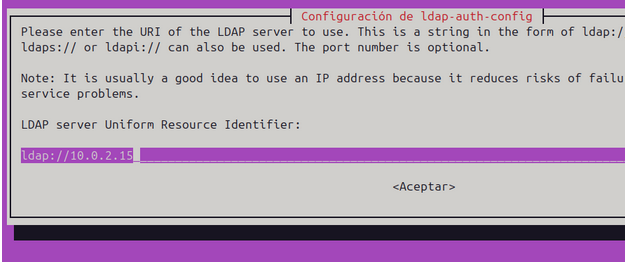 Configuración de ldap-auth-config
Please enter the URI of the LDAP server to use. This is a string in the form of ldap:/
ldaps:// or ldapi:// can also be used. The port number is optional.
Note: It is usually a good idea to use an IP address because it reduces risks of failu
service problems.
LDAP server Uniform Resource Identifier:
ldap://10.0.2.15
<Aceptar>